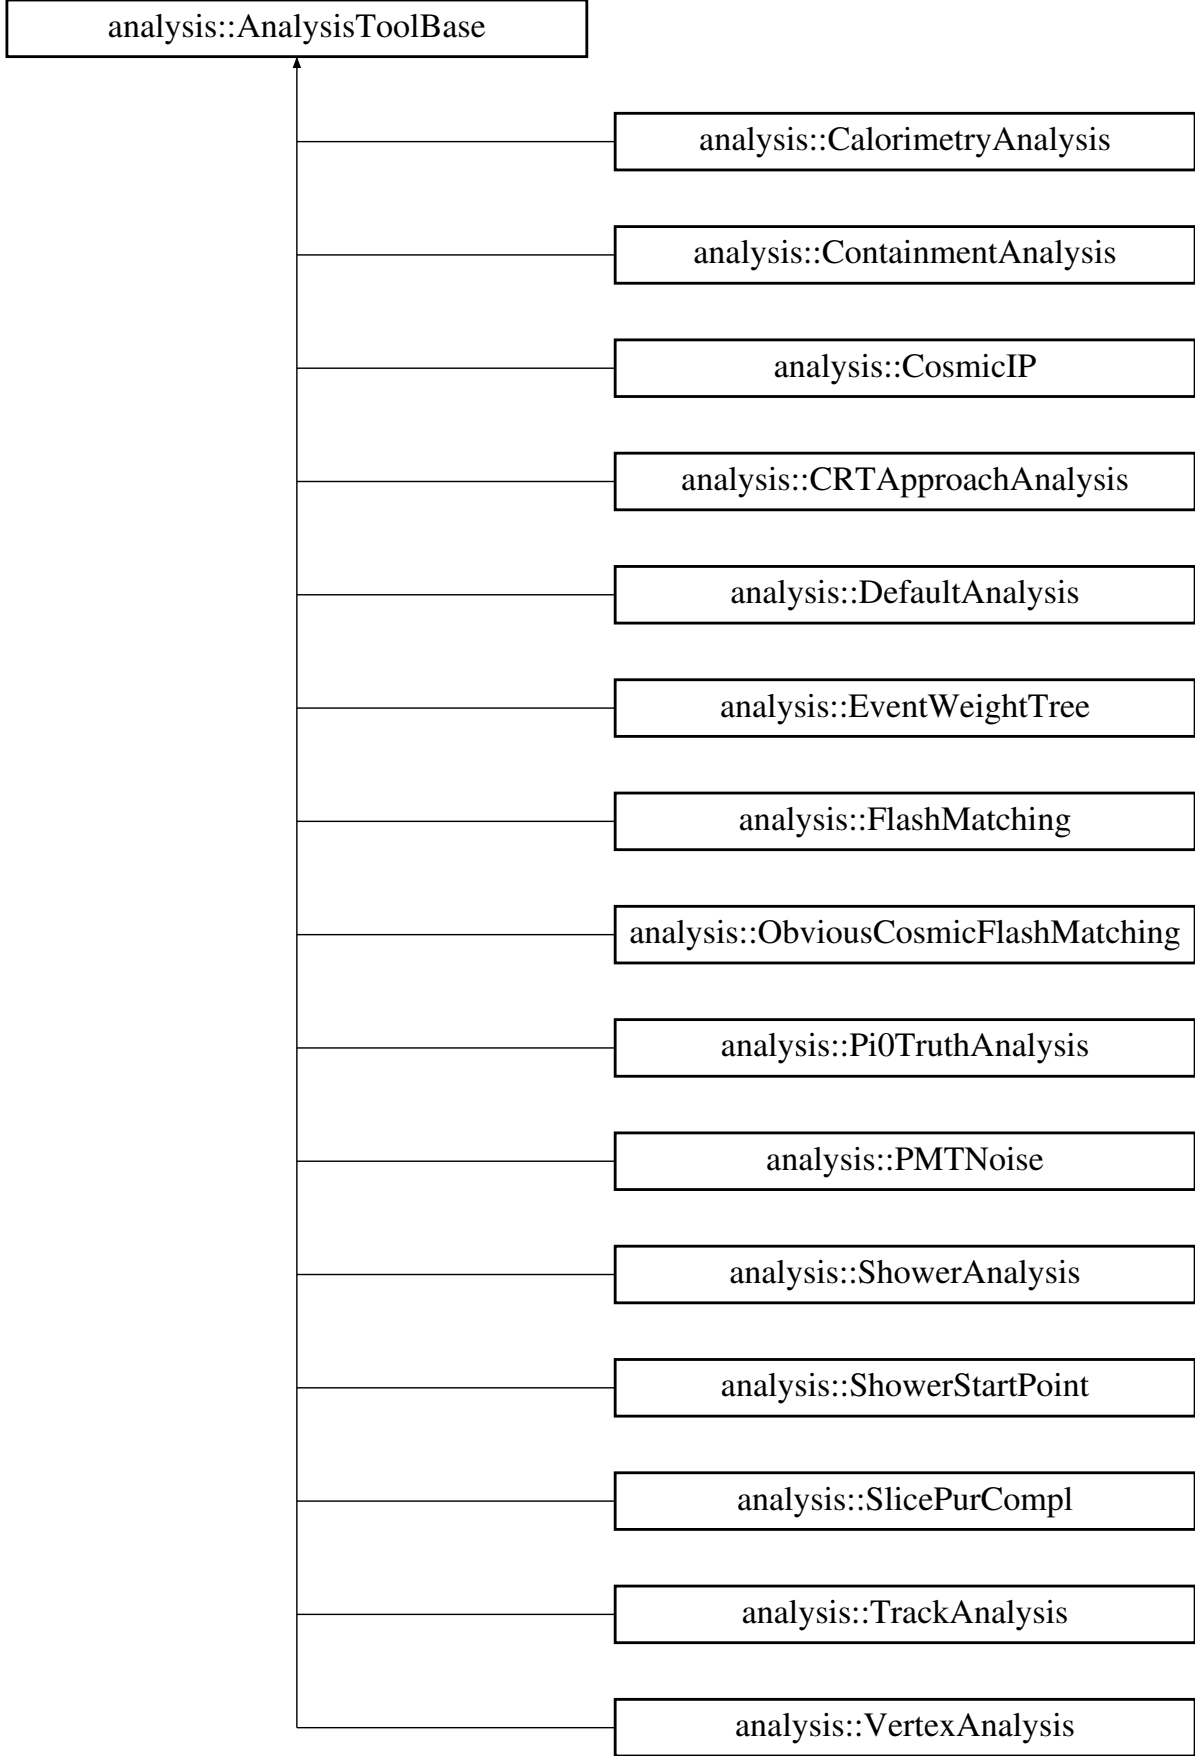 analysis::AnalysisToolBase
analysis::CalorimetryAnalysis
analysis::ContainmentAnalysis
analysis::CosmicIP
analysis::CRTApproachAnalysis
analysis::DefaultAnalysis
analysis::EventWeightTree
analysis::FlashMatching
analysis::ObviousCosmicFlashMatching
analysis::Pi0TruthAnalysis
analysis::PMTNoise
analysis::ShowerAnalysis
analysis::ShowerStartPoint
analysis::SlicePurCompl
analysis::TrackAnalysis
analysis::VertexAnalysis